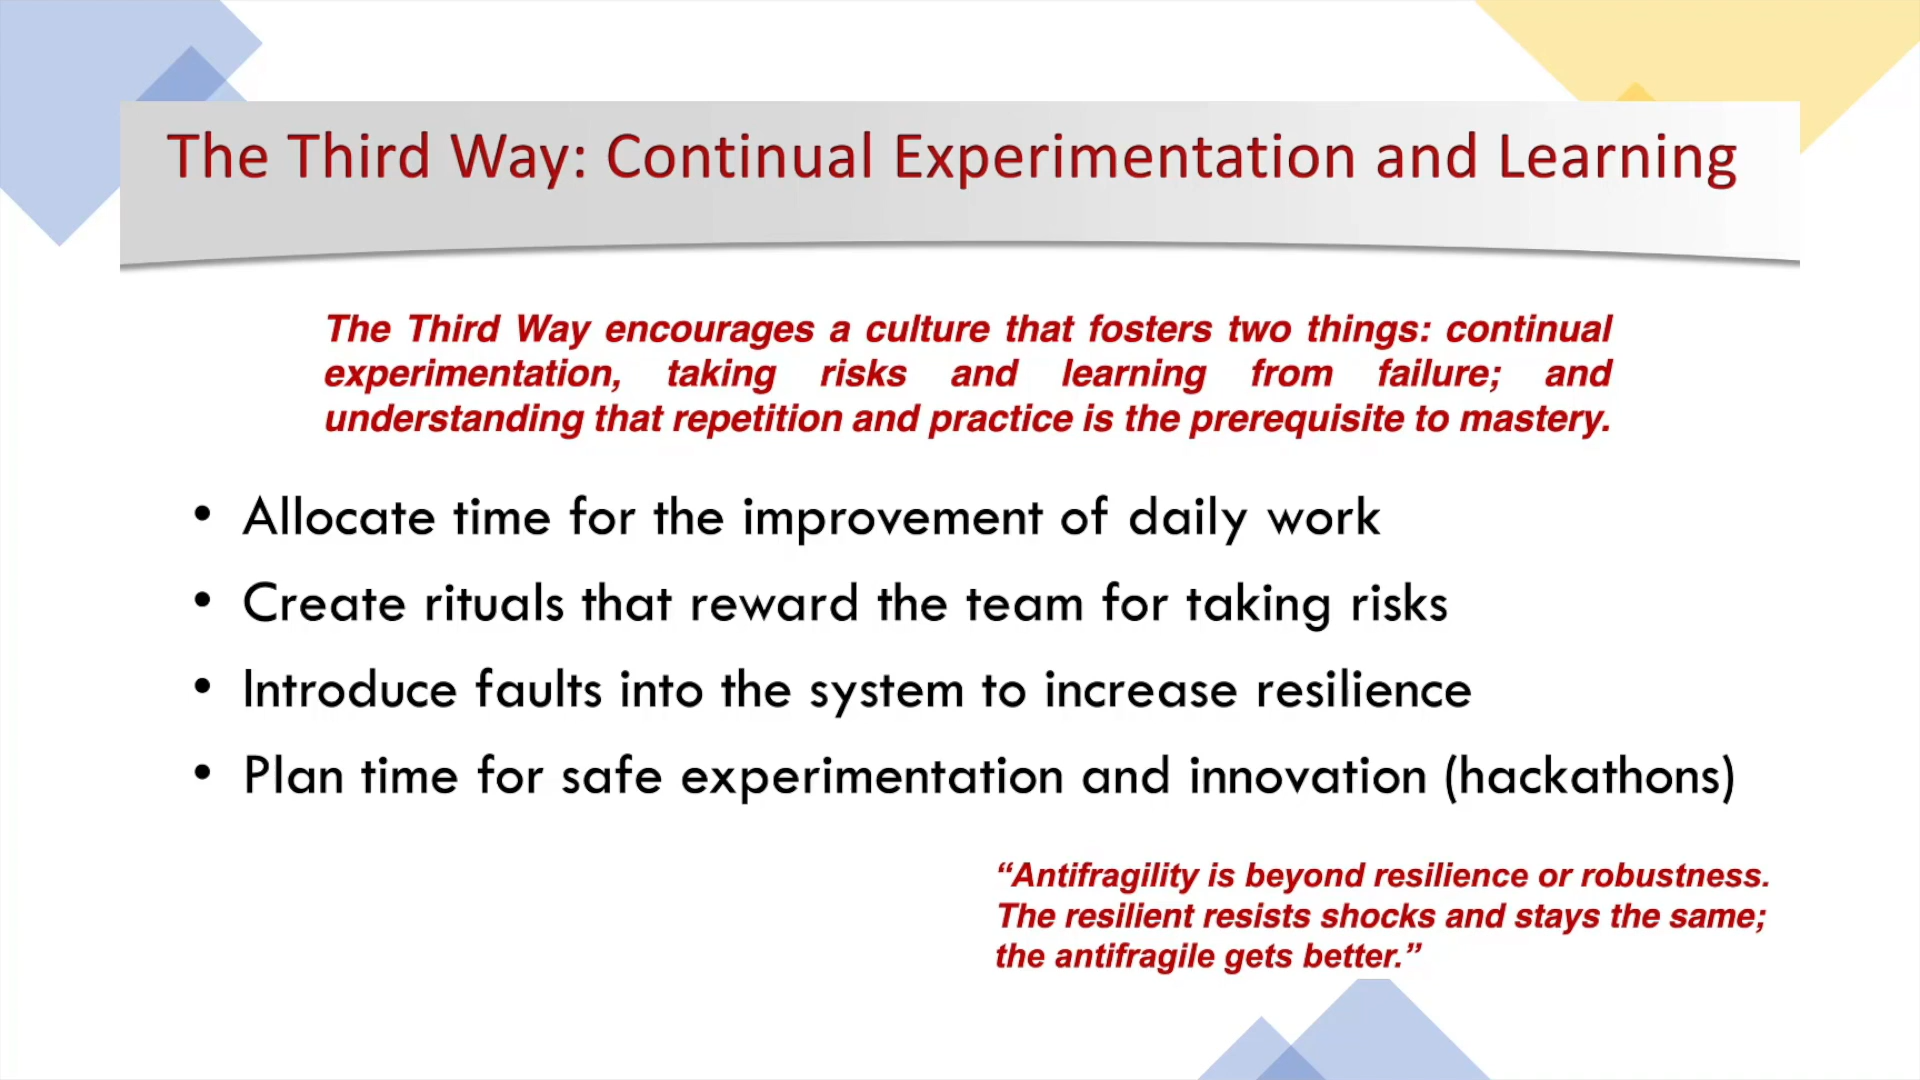 The Third Way: Continual Experimentation and Learning
The Third Way encourages a culture that fosters two things: continual
experimentation, taking risks and learning from failure; and
understanding that repetition and practice is the prerequisite to mastery.
• Allocate time for the improvement of daily work
• Create rituals that reward the team for taking risks
• Introduce faults into the system to increase resilience
• Plan time for safe experimentation and innovation (hackathons)
“Antifragility is beyond resilience or robustness.
The resilient resists shocks and stays the same;
the antifragile gets better.”